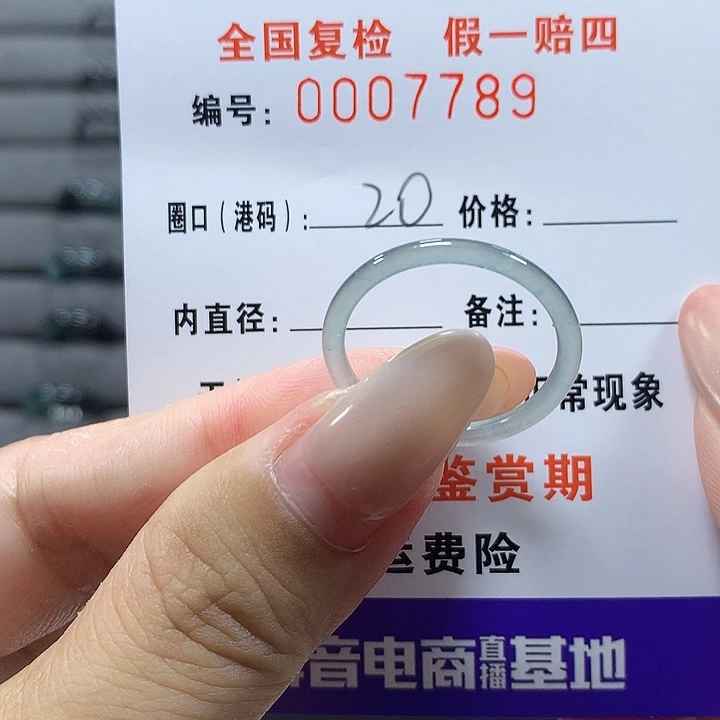 全国复检 假一赔四
编号: 0007789
圈口(港码): 20 价格:
内直径: 备注:
常现象
鉴赏期
运费险
音电商直播基地